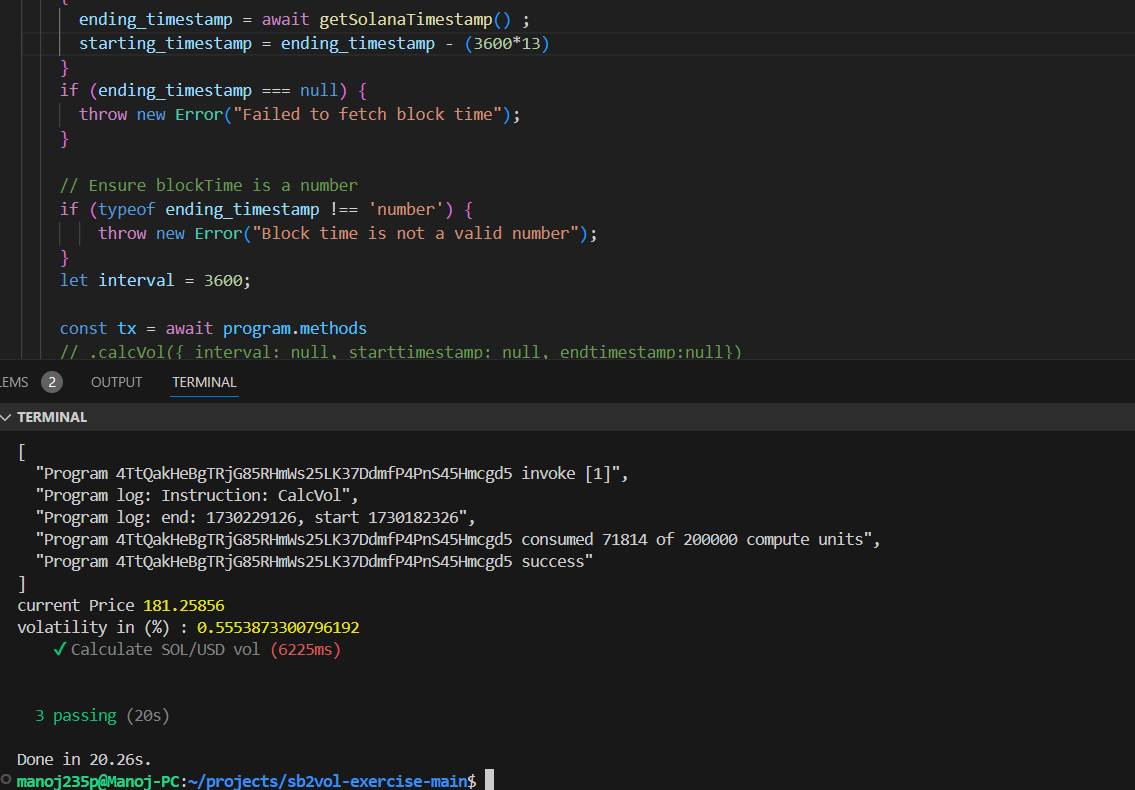 {
ending_timestamp = await getSolanaTimestamp() ;
starting_timestamp = ending_timestamp - (3600*13)
}
if (ending_timestamp === null) {
throw new Error("Failed to fetch block time");
}
// Ensure blockTime is a number
if (typeof ending_timestamp !== 'number') {
throw new Error("Block time is not a valid number");
}
let interval = 3600;
const tx = await program.methods
// .calcVol({ interval: null, starttimestamp: null, endtimestamp:null})
LEMS 2 OUTPUT TERMINAL
TERMINAL
[
"Program 4TtQakHeBgTRjG85RHmWs25LK37DdmfP4PnS45Hmcgd5 invoke [1]",
"Program log: Instruction: CalcVol",
"Program log: end: 1730229126, start 1730182326",
"Program 4TtQakHeBgTRjG85RHmWs25LK37DdmfP4PnS45Hmcgd5 consumed 71814 of 200000 compute units",
"Program 4TtQakHeBgTRjG85RHmWs25LK37DdmfP4PnS45Hmcgd5 success"
]
current Price 181.25856
volatility in (%) : 0.5553873300796192
✓ Calculate SOL/USD vol (6225ms)
3 passing (20s)
Done in 20.26s.
manoj235p@Manoj-PC:~/projects/sb2vol-exercise-main$